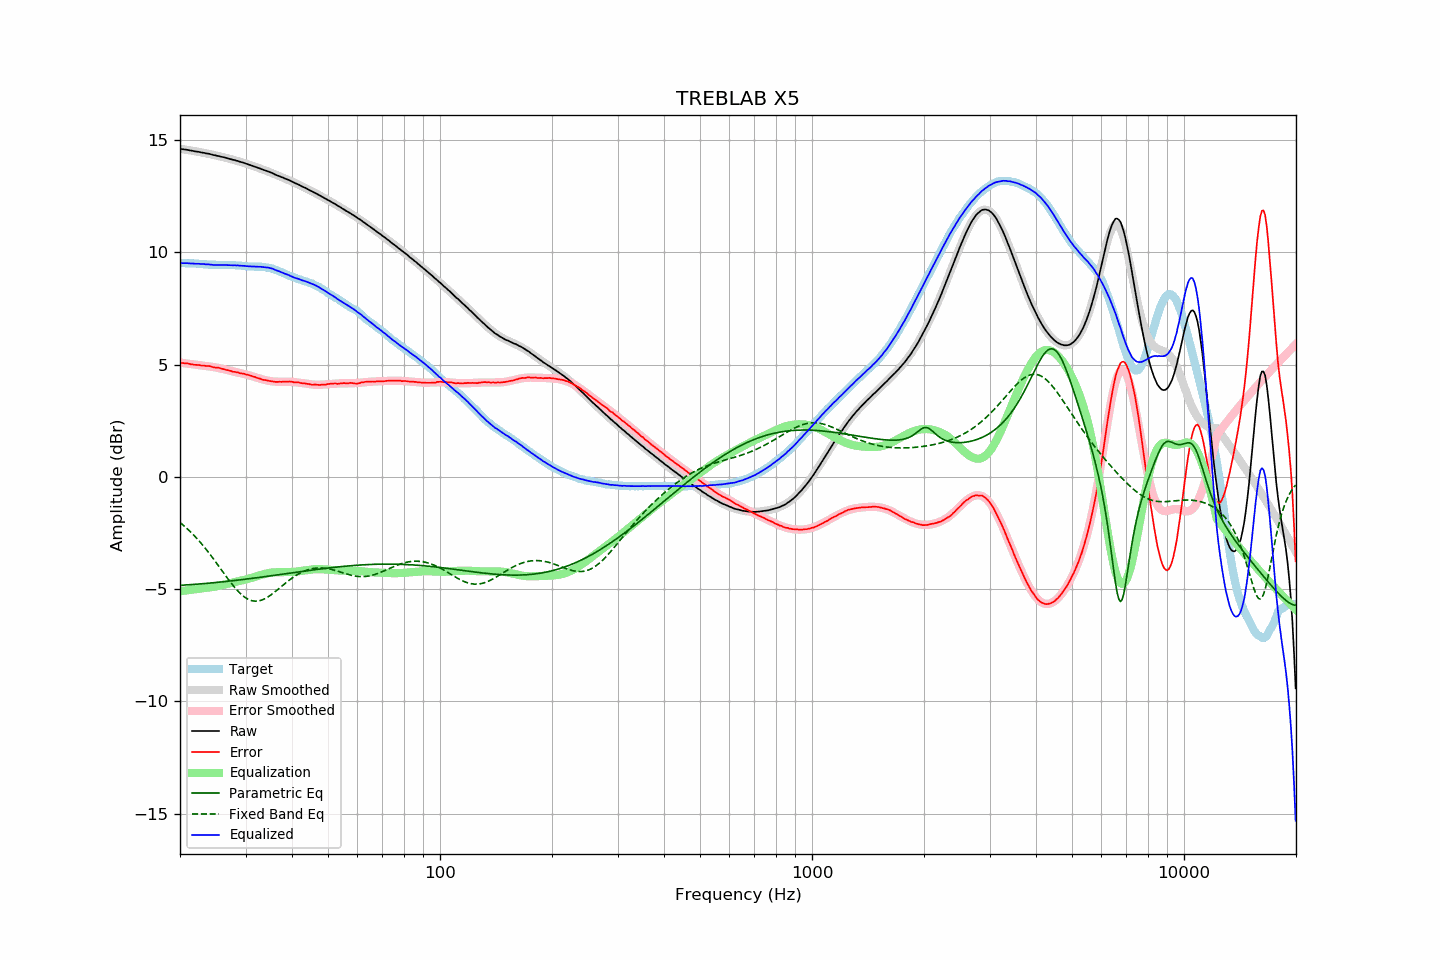 TREBLAB X5
Amplitude (dBr)
15
10
5
0
−5
−10
−15
Target
Raw Smoothed
Error Smoothed
Raw
Error
Equalization
Parametric Eq
Fixed Band Eq
Equalized
100
1000
10000
Frequency (Hz)